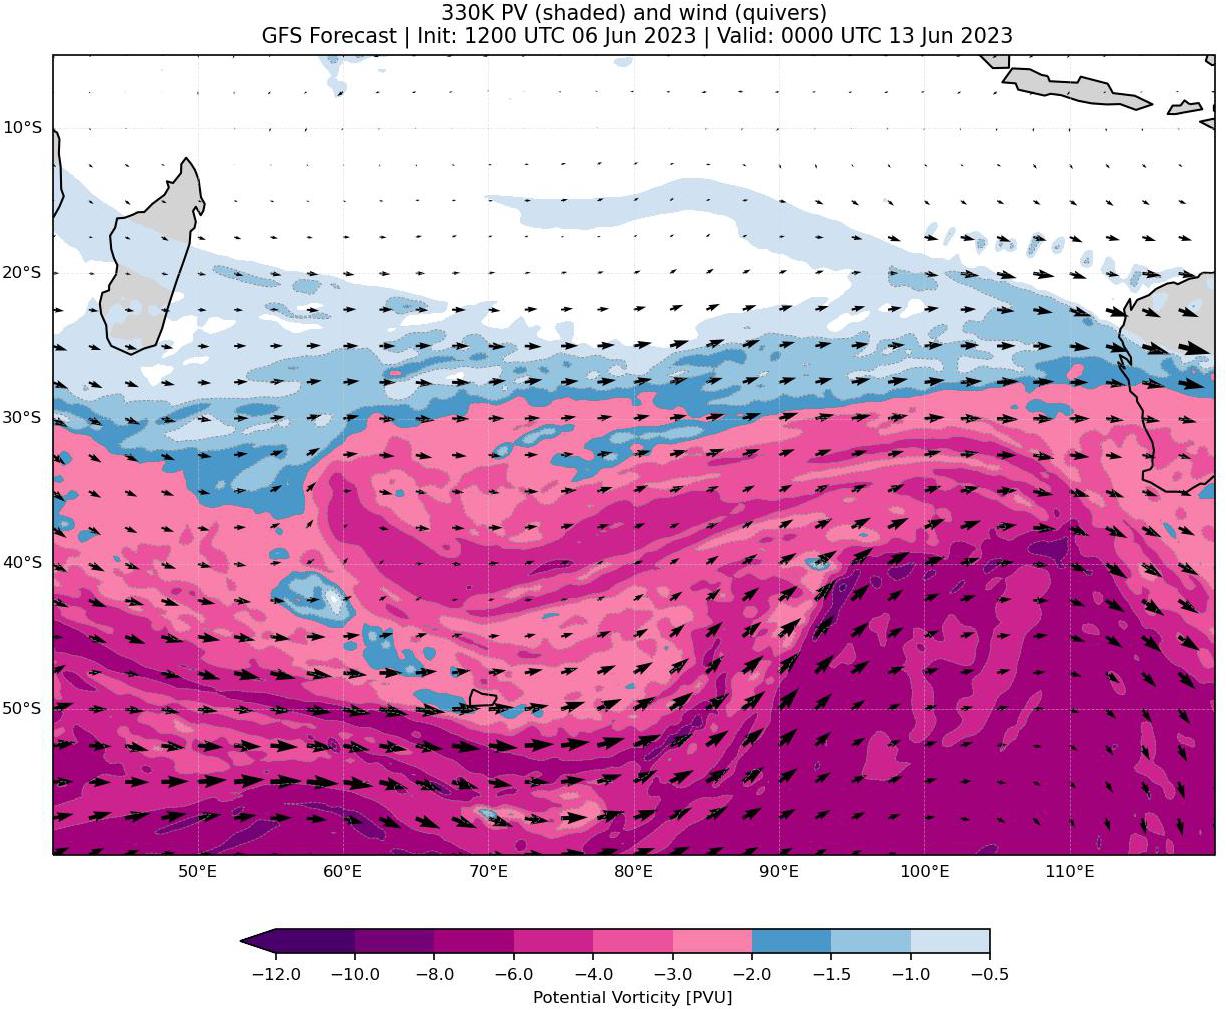 330K PV (shaded) and wind (quivers)
GFS Forecast | Init: 1200 UTC 06 Jun 2023 | Valid: 0000 UTC 13 Jun 2023
10°S
20°S
30°S
40°S
50°S
50°E 60°E 70°E 80°E 90°E 100°E 110°E
−12.0 −10.0 −8.0 −6.0 −4.0 −3.0 −2.0 −1.5 −1.0 −0.5
Potential Vorticity [PVU]